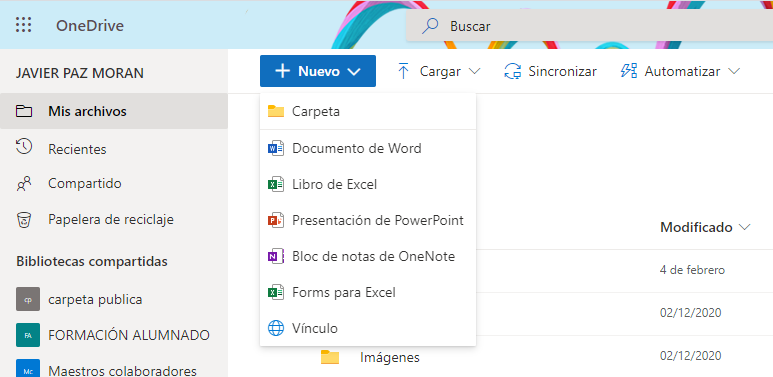 OneDrive
Buscar
JAVIER PAZ MORAN
Nuevo
Cargar
Sincronizar
Automatizar
Mis archivos
Recientes
Compartido
Papelera de reciclaje
Bibliotecas compartidas
cp carpeta publica
FA FORMACIÓN ALUMNADO
Mc Maestros colaboradores
Carpeta
Documento de Word
Libro de Excel
Presentación de PowerPoint
Bloc de notas de OneNote
Forms para Excel
Vínculo
Modificado
4 de febrero
02/12/2020
Imágenes 02/12/2020